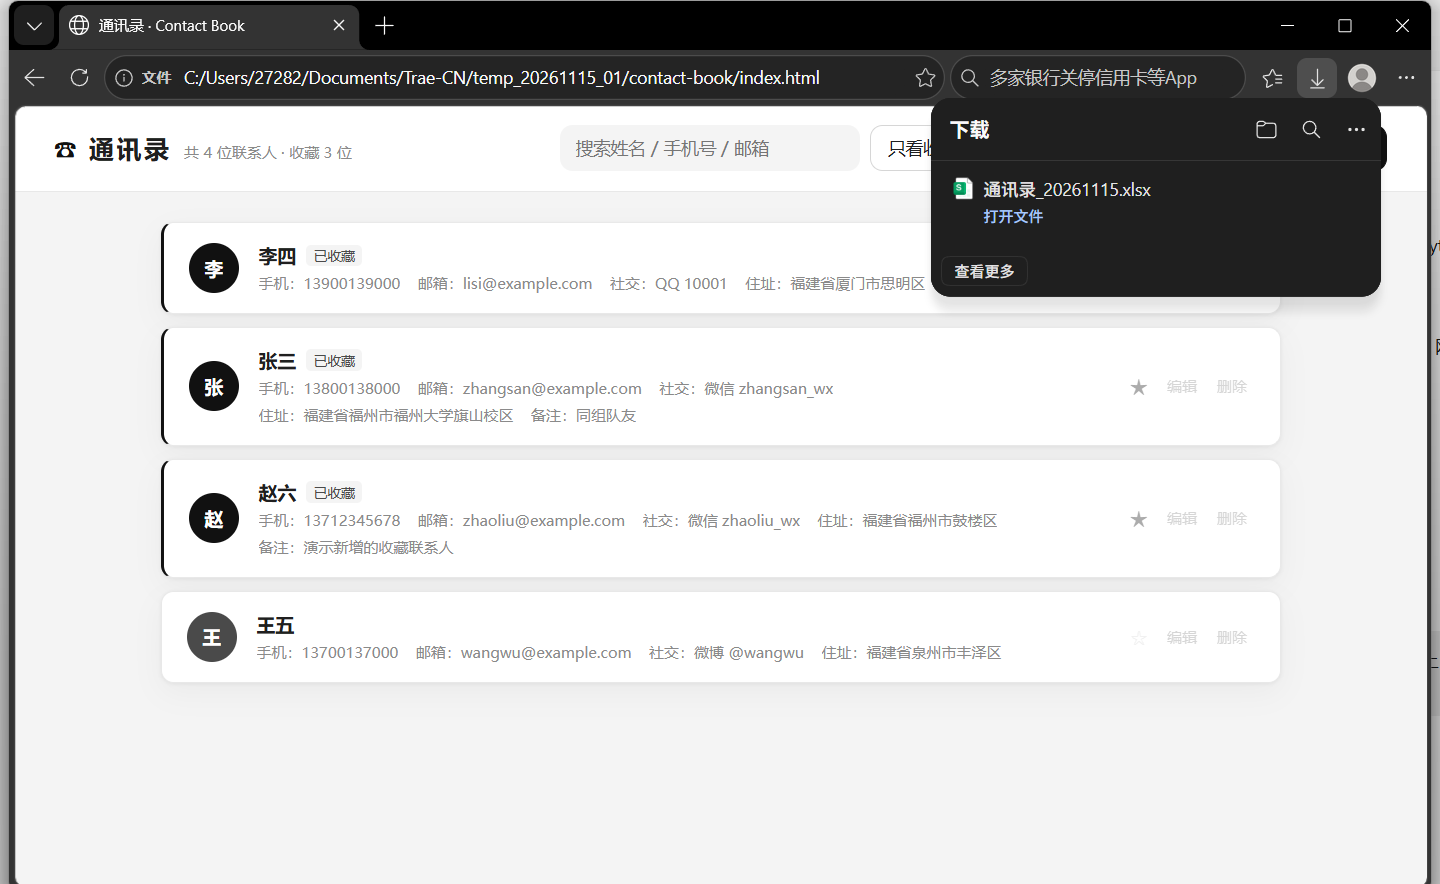 通讯录 · Contact Book
文件 C:/Users/27282/Documents/Trae-CN/temp_20261115_01/contact-book/index.html
多家银行关停信用卡等App
通讯录 共 4 位联系人 · 收藏 3 位
搜索姓名 / 手机号 / 邮箱
只看
下载
通讯录_20261115.xlsx
打开文件
查看更多
李
李四 已收藏
手机：13900139000 邮箱：lisi@example.com 社交：QQ 10001 住址：福建省厦门市思明区
张
张三 已收藏
手机：13800138000 邮箱：zhangsan@example.com 社交：微信 zhangsan_wx
住址：福建省福州市福州大学旗山校区 备注：同组队友
★ 编辑 删除
赵
赵六 已收藏
手机：13712345678 邮箱：zhaoliu@example.com 社交：微信 zhaoliu_wx 住址：福建省福州市鼓楼区
备注：演示新增的收藏联系人
★ 编辑 删除
王
王五
手机：13700137000 邮箱：wangwu@example.com 社交：微博 @wangwu 住址：福建省泉州市丰泽区
☆ 编辑 删除